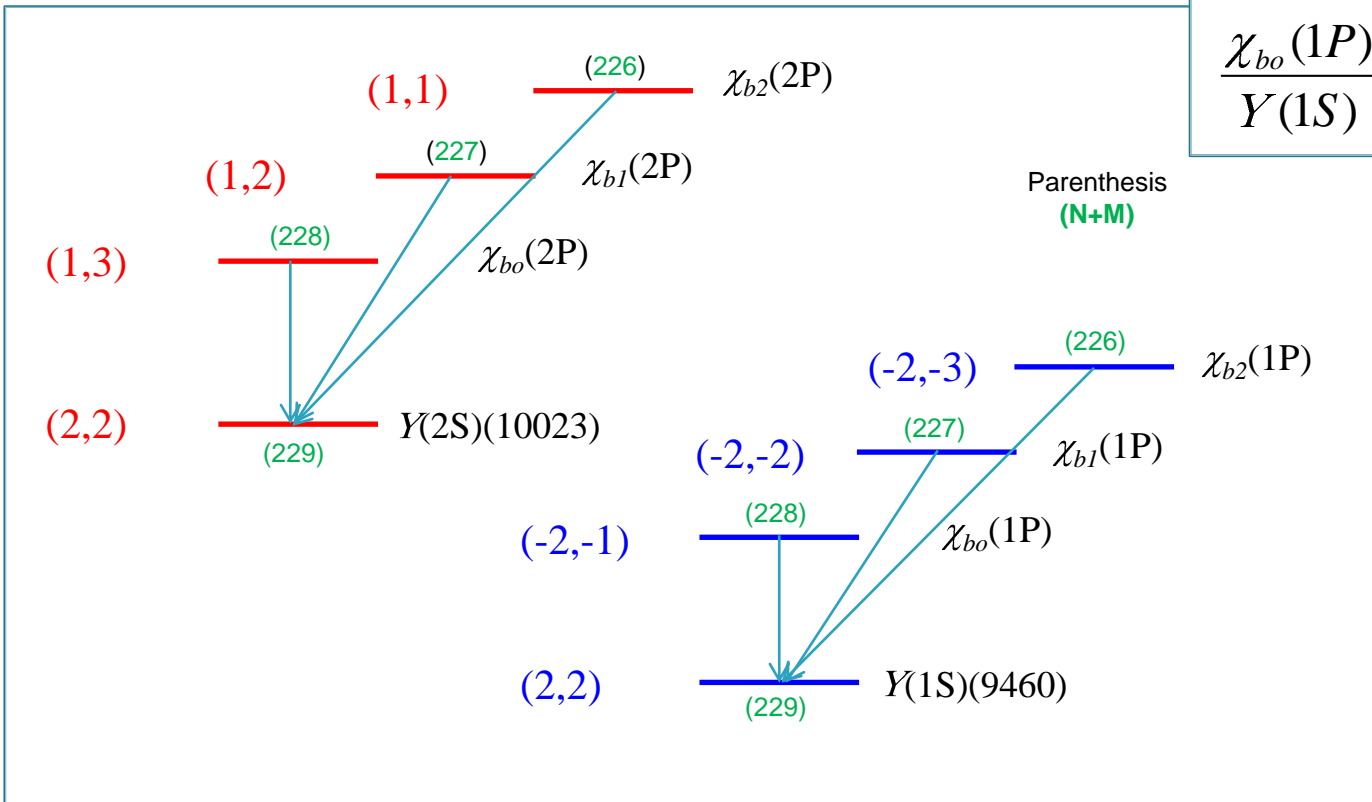 χbo(1P)
Y(1S)
(226)
χb2(2P)
(1,1)
(227)
χb1(2P)
(1,2)
Parenthesis
(N+M)
(228)
χbo(2P)
(1,3)
(2,2)
Y(2S)(10023)
(229)
(226)
χb2(1P)
(-2,-3)
(227)
χb1(1P)
(-2,-2)
(228)
χbo(1P)
(-2,-1)
(2,2)
Y(1S)(9460)
(229)